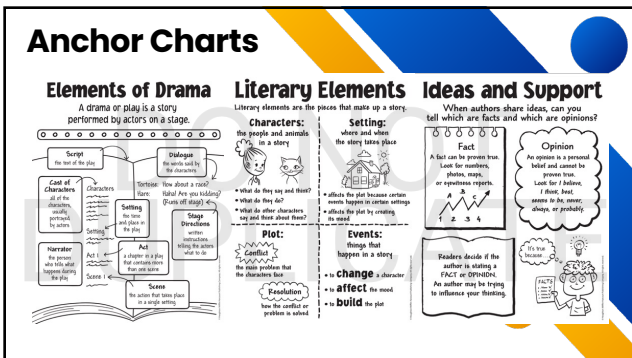 Anchor Charts
Elements of Drama
A drama or play is a story
performed by actors on a stage.
Script
the text of the play
Dialogue
the words said by
the characters
Cast of
Characters
all of the
characters,
usually
portrayed
by actors
Characters
Tortoise: How about a race?
Hare: Haha! Are you kidding?
(Runs off stage)
Setting
the time
and place in
the play
Setting
Stage
Directions
written
instructions
telling the actors
what to do
Narrator
the person
who tells what
happens during
the play
Act I
Act
a chapter in a play
that contains more
than one scene
Scene I
Scene
the action that takes place
in a single setting
Literary Elements
Literary elements are the pieces that make up a story.
Characters:
the people and animals
in a story
• What do they say and think?
• What do they do?
• What do other characters
say and think about them?
Setting:
where and when
the story takes place
• affects the plot because certain
events happen in certain settings
• affects the plot by creating
its mood
Plot:
Conflict
the main problem that
the characters face
Resolution
how the conflict or
problem is solved
Events:
things that
happen in a story
• to change a character
• to affect the mood
• to build the plot
Ideas and Support
When authors share ideas, can you
tell which are facts and which are opinions?
Fact
A fact can be proven true.
Look for numbers,
photos, maps,
or eyewitness reports.
A B C
1 2 3 4
Opinion
An opinion is a personal
belief and cannot be
proven true.
Look for I believe,
I think, best,
seems to be, never,
always, or probably.
Readers decide if the
author is stating a
FACT or OPINION.
An author may be trying
to influence your thinking.
It's true
because...
FACTS
DO NOT
DUPLICATE